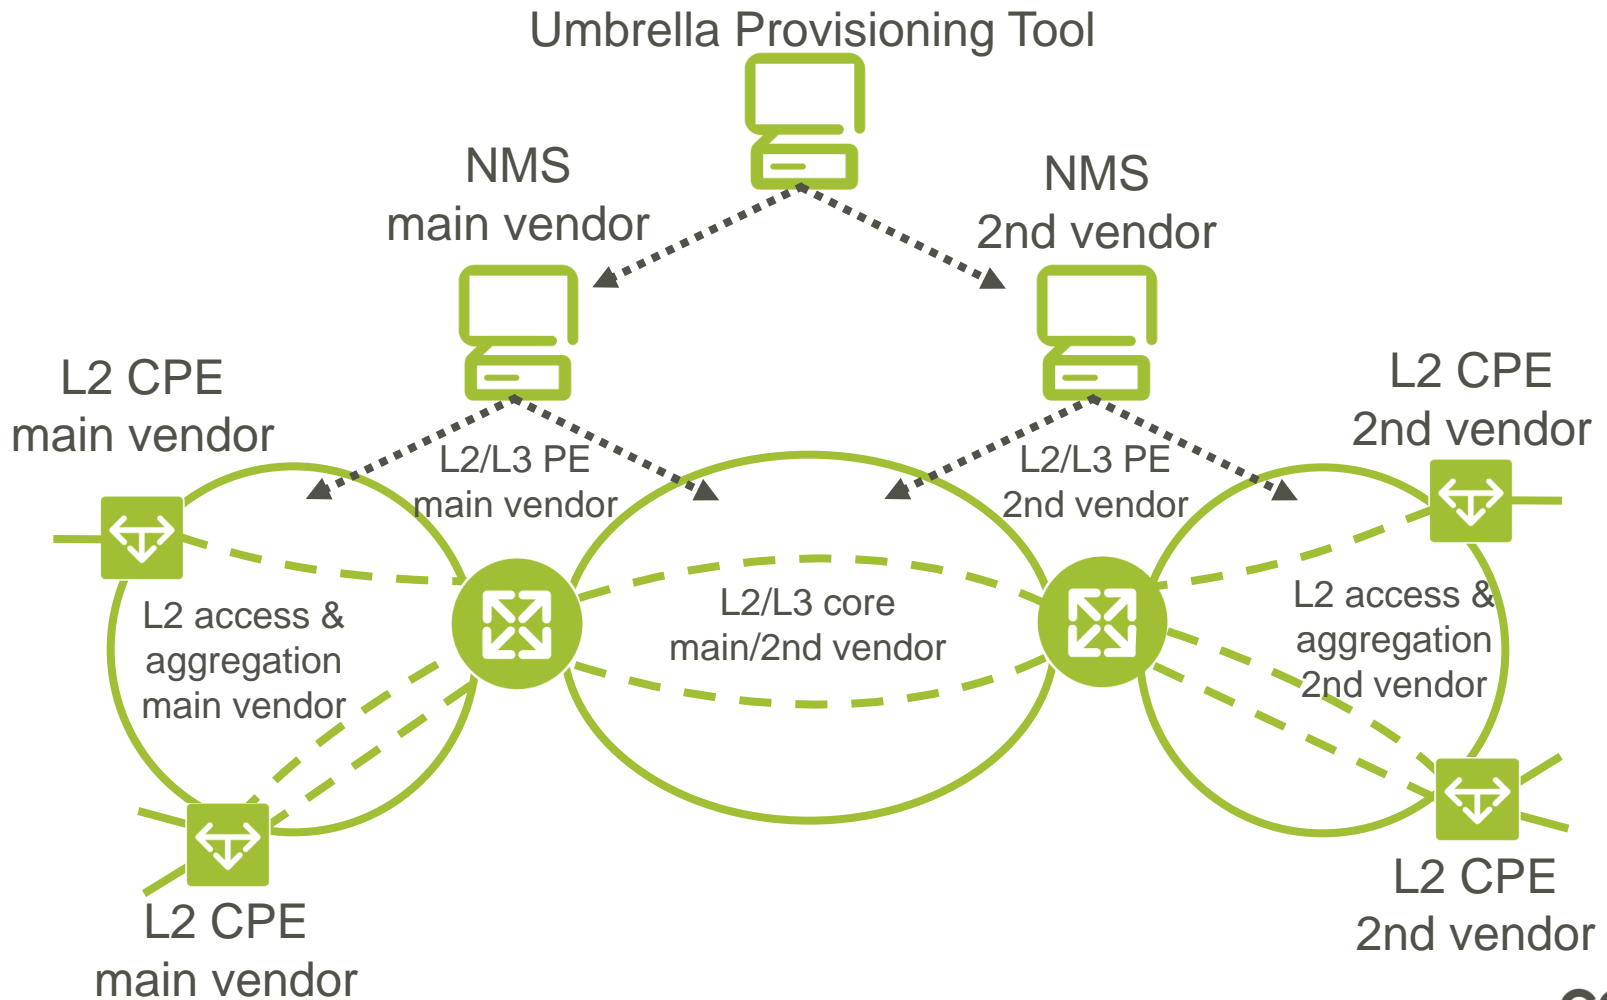 Umbrella Provisioning Tool
NMS
main vendor
NMS
2nd vendor
L2 CPE
main vendor
L2 CPE
2nd vendor
L2/L3 PE
main vendor
L2/L3 PE
2nd vendor
L2 access &
aggregation
main vendor
L2/L3 core
main/2nd vendor
L2 access &
aggregation
2nd vendor
L2 CPE
main vendor
L2 CPE
2nd vendor